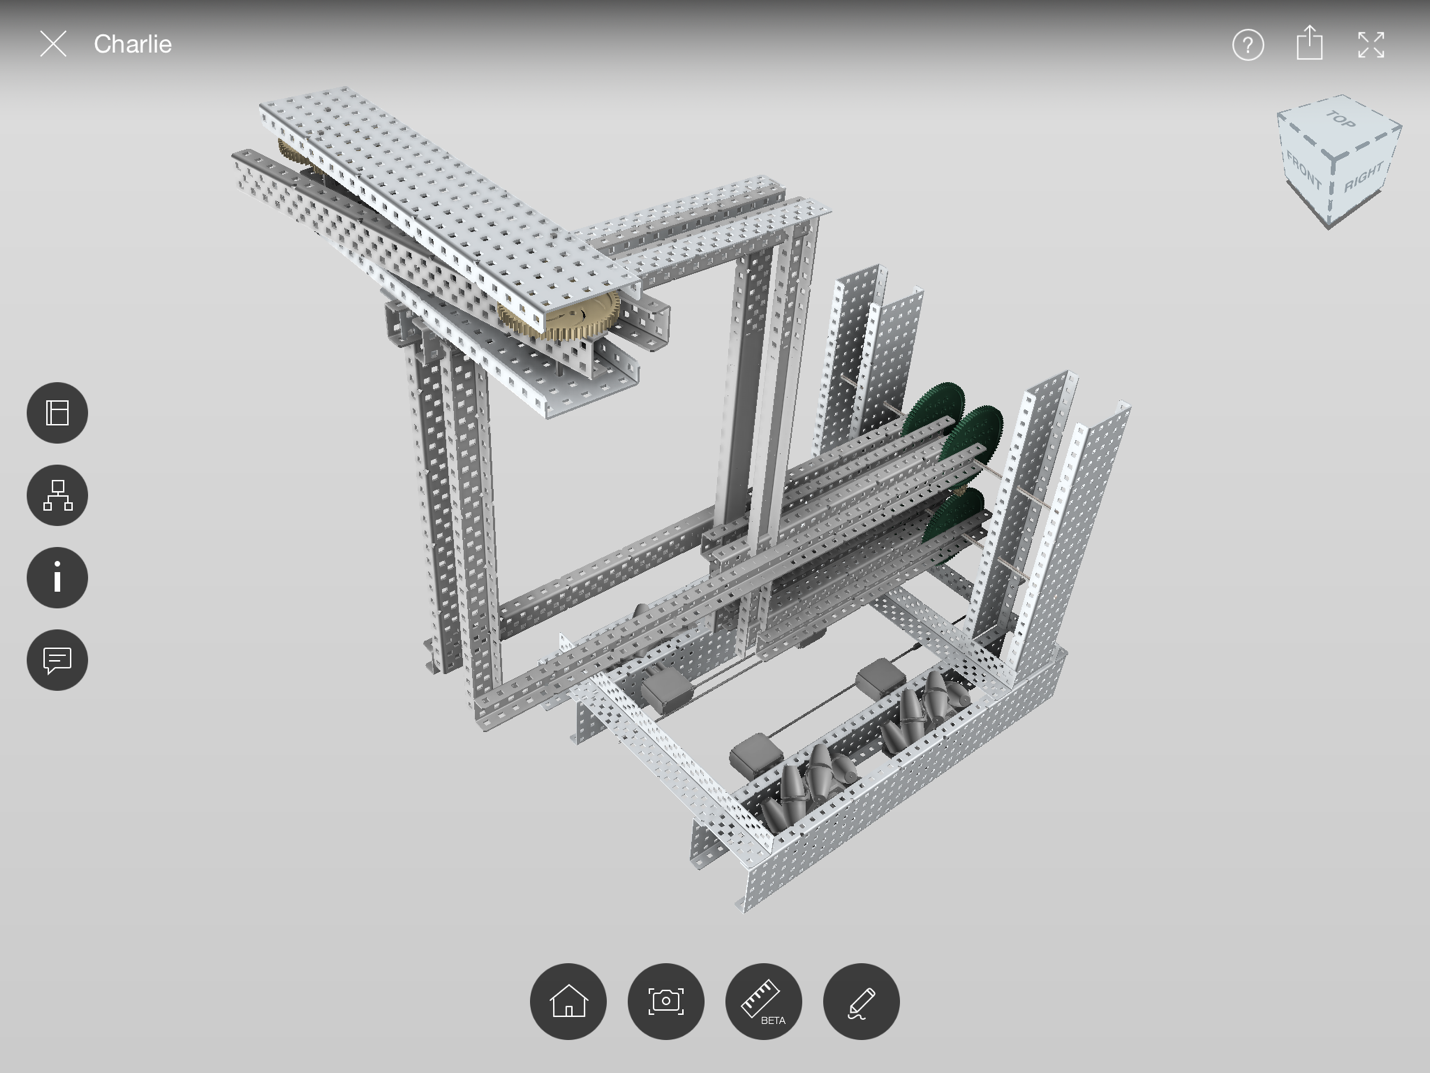 Charlie
?
TOP
FRONT
RIGHT
i
BETA